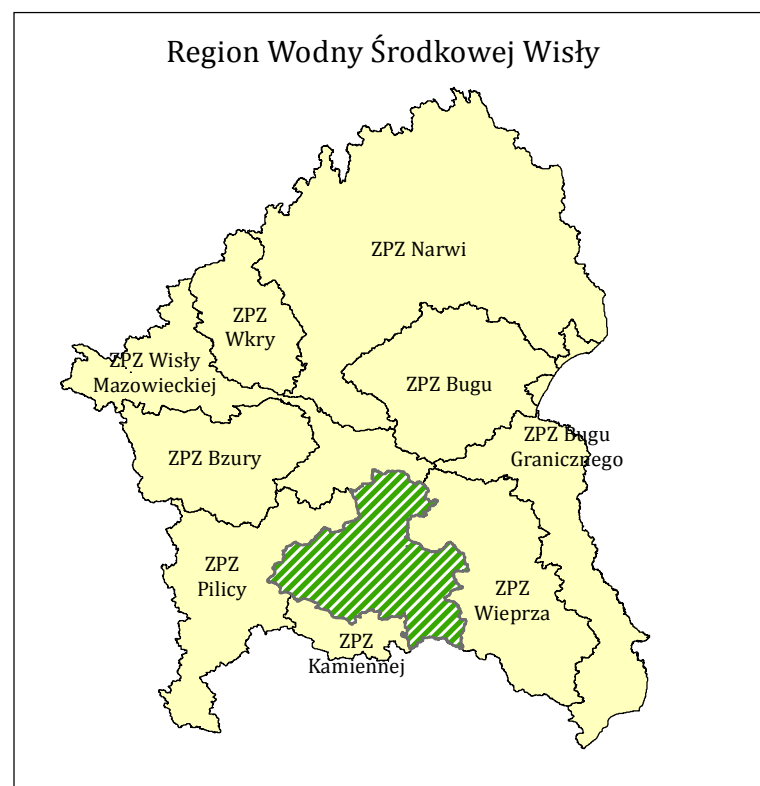 Region Wodny Środkowej Wisły
ZPZ Narwi
ZPZ
Wkry
ZPZ Wisły
Mazowieckiej
ZPZ Bugu
ZPZ Bugu
Granicznego
ZPZ Bzury
ZPZ
Pilicy
ZPZ
Wieprza
ZPZ
Kamiennej